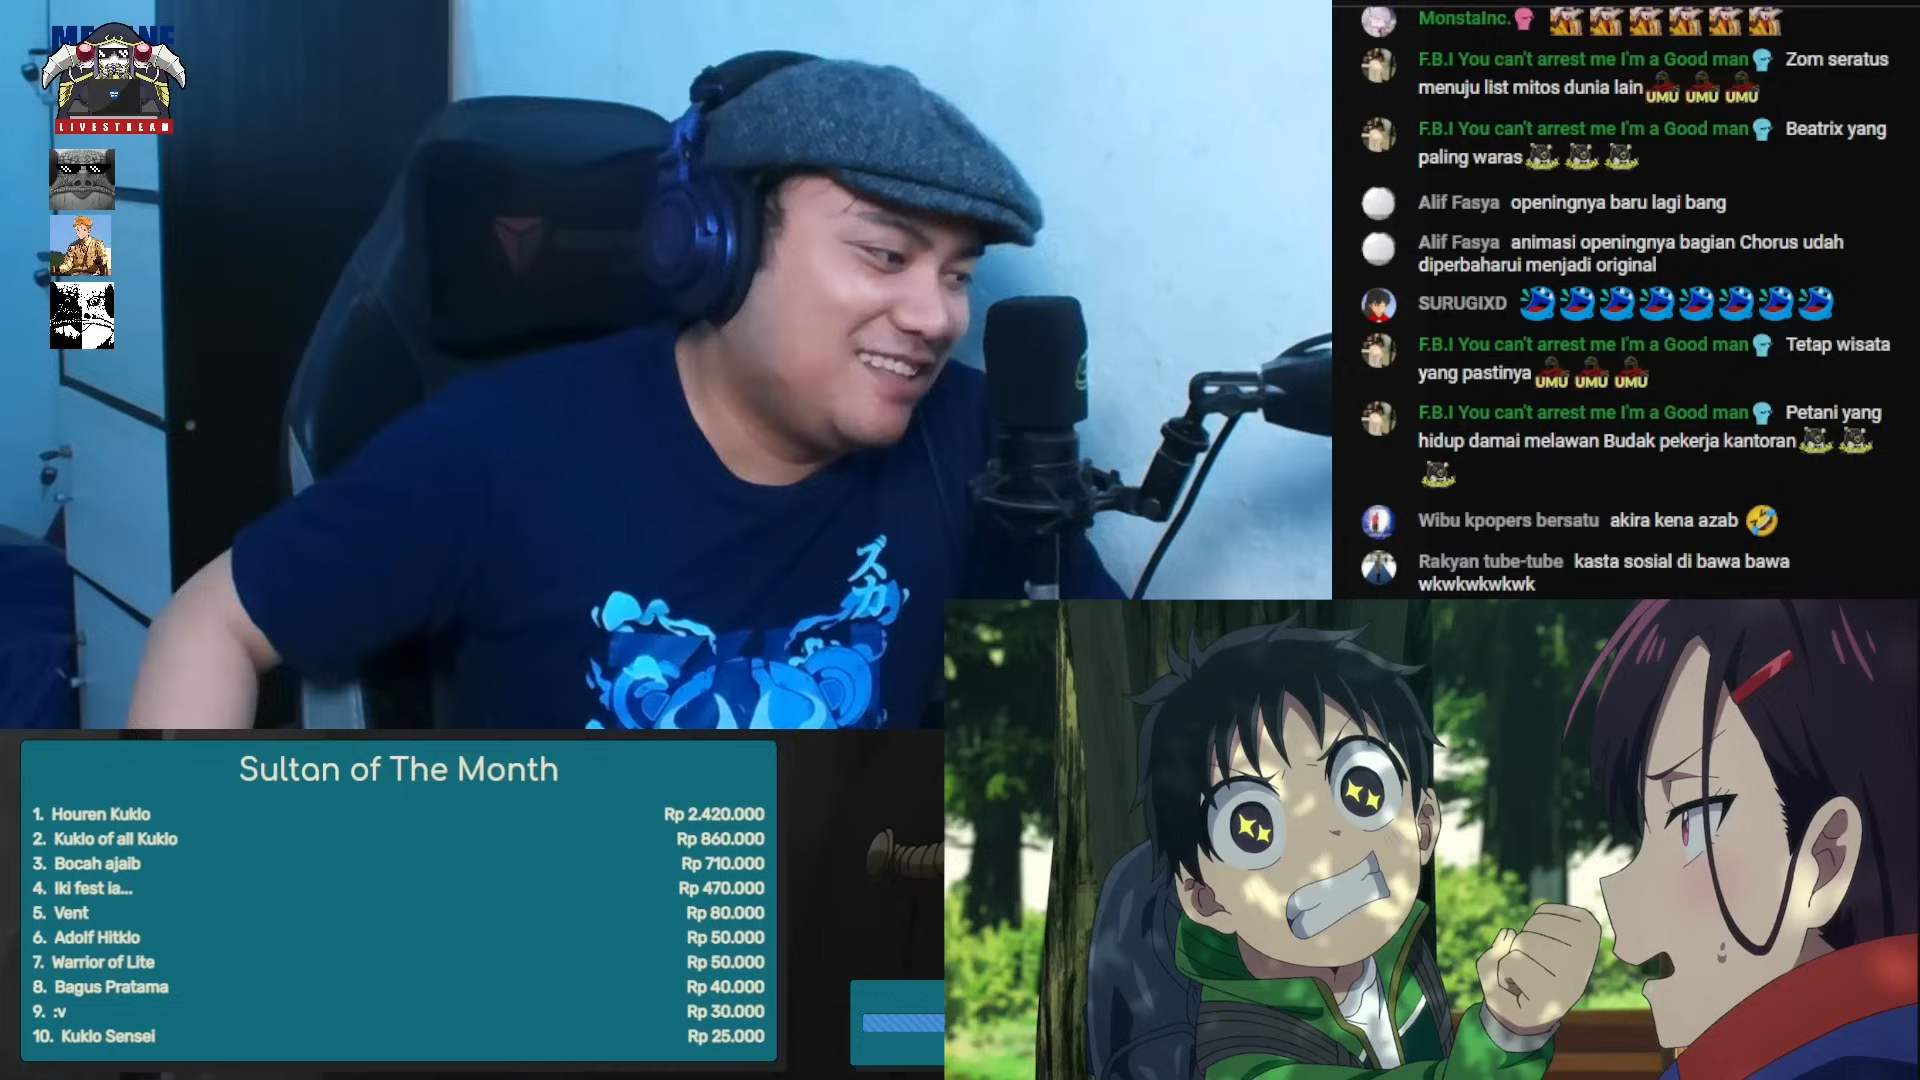 LIVESTREAM
ズカ
MonstaInc.
F.B.I You can't arrest me I'm a Good man Zom seratus
menuju list mitos dunia lain UMU UMU UMU
F.B.I You can't arrest me I'm a Good man Beatrix yang
paling waras
Alif Fasya openingnya baru lagi bang
Alif Fasya animasi openingnya bagian Chorus udah
diperbaharui menjadi original
SURUGIXD
F.B.I You can't arrest me I'm a Good man Tetap wisata
yang pastinya UMU UMU UMU
F.B.I You can't arrest me I'm a Good man Petani yang
hidup damai melawan Budak pekerja kantoran
Wibu kpopers bersatu akira kena azab
Rakyan tube-tube kasta sosial di bawa bawa
wkwkwkwkwk
Sultan of The Month
1. Houren Kuklo Rp 2.420.000
2. Kuklo of all Kuklo Rp 860.000
3. Bocah ajaib Rp 710.000
4. Iki fest ia... Rp 470.000
5. Vent Rp 80.000
6. Adolf Hitklo Rp 50.000
7. Warrior of Lite Rp 50.000
8. Bagus Pratama Rp 40.000
9. :v Rp 30.000
10. Kuklo Sensei Rp 25.000